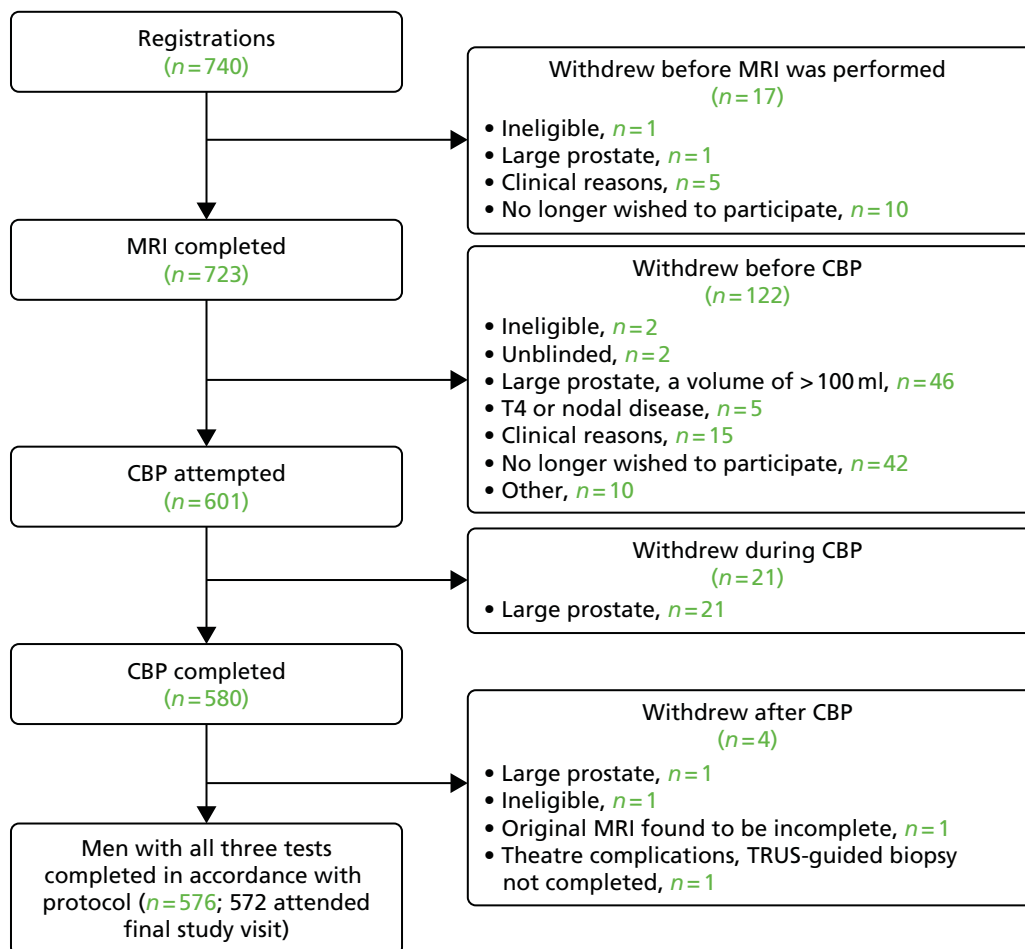 Registrations
(n=740)
Withdrew before MRI was performed
(n=17)
• Ineligible, n=1
• Large prostate, n=1
• Clinical reasons, n=5
• No longer wished to participate, n=10
MRI completed
(n=723)
Withdrew before CBP
(n=122)
• Ineligible, n=2
• Unblinded, n=2
• Large prostate, a volume of >100 ml, n=46
• T4 or nodal disease, n=5
• Clinical reasons, n=15
• No longer wished to participate, n=42
• Other, n=10
CBP attempted
(n=601)
Withdrew during CBP
(n=21)
• Large prostate, n=21
CBP completed
(n=580)
Withdrew after CBP
(n=4)
• Large prostate, n=1
• Ineligible, n=1
• Original MRI found to be incomplete, n=1
• Theatre complications, TRUS-guided biopsy
not completed, n=1
Men with all three tests
completed in accordance with
protocol (n=576; 572 attended
final study visit)